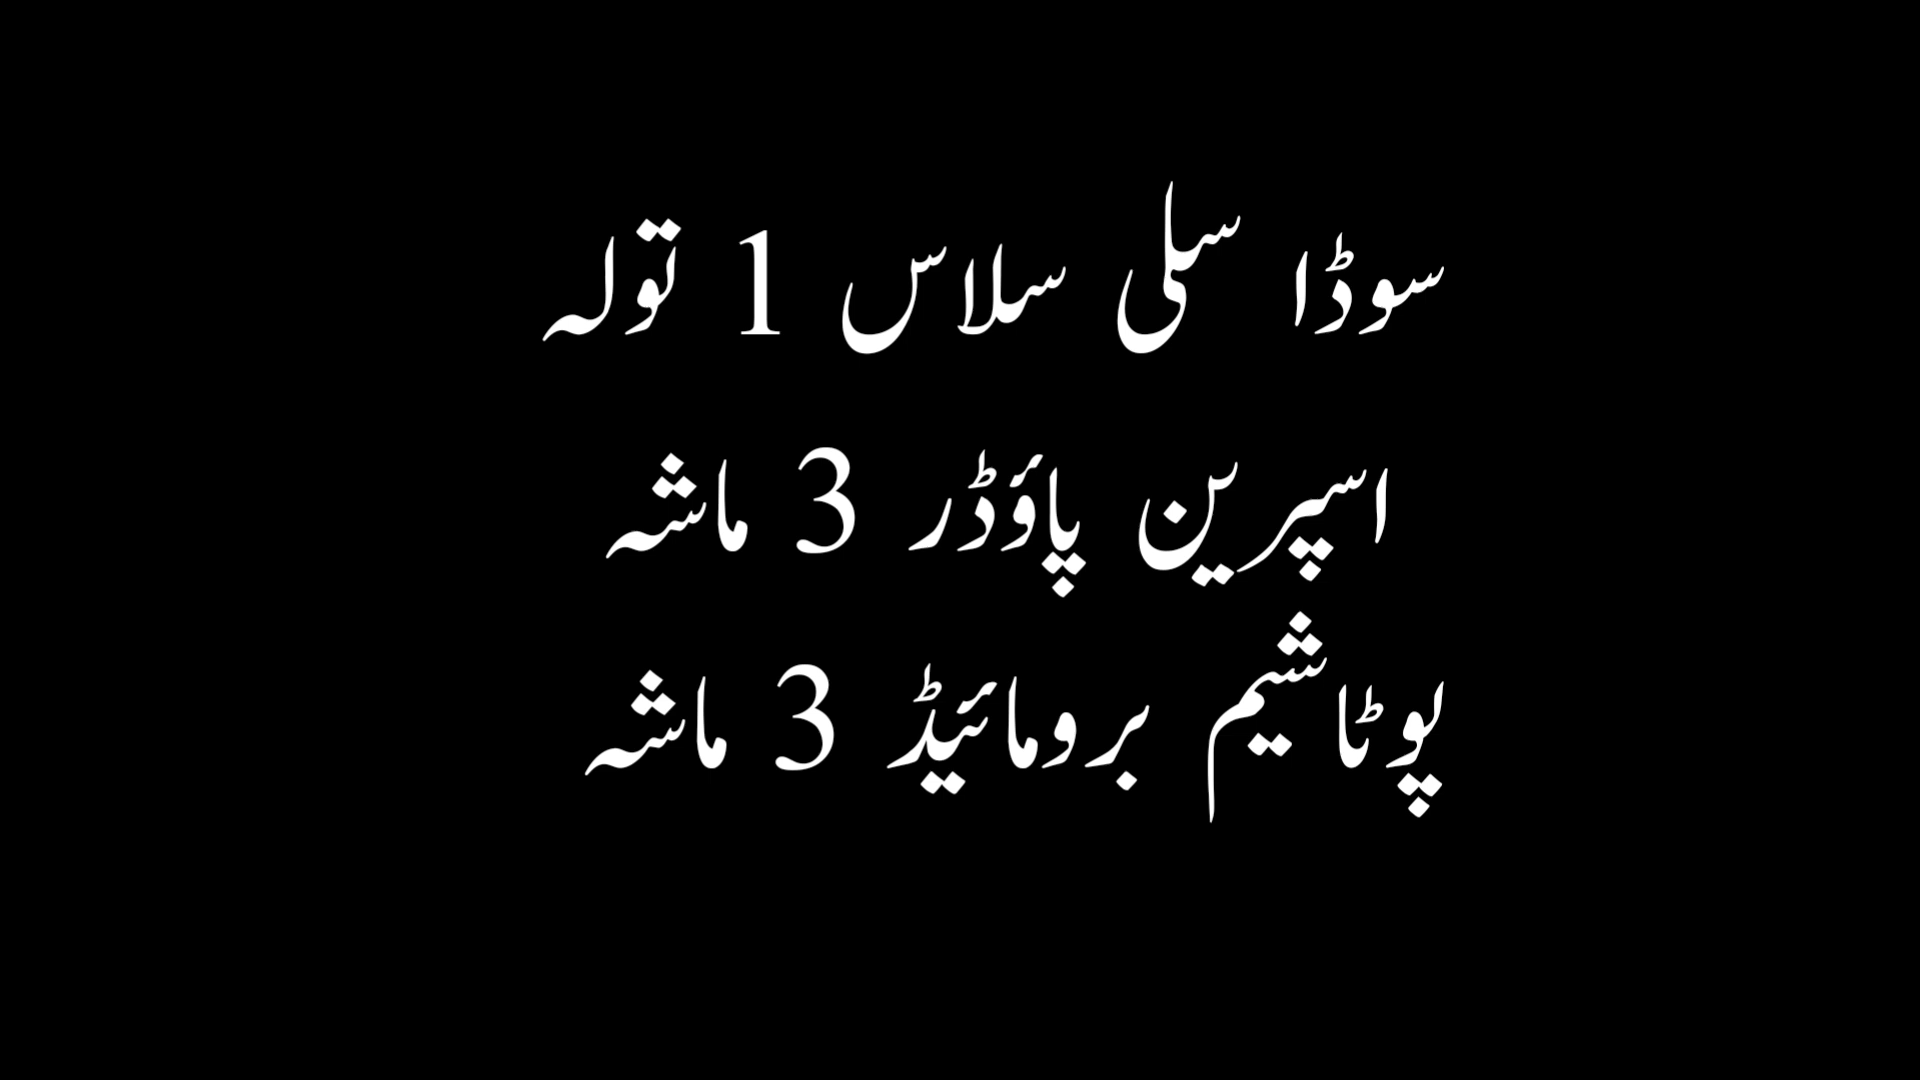 سوڈا سلی سلاس 1 تولہ
اسپرین پاؤڈر 3 ماشہ
پوٹاشیم برومائیڈ 3 ماشہ